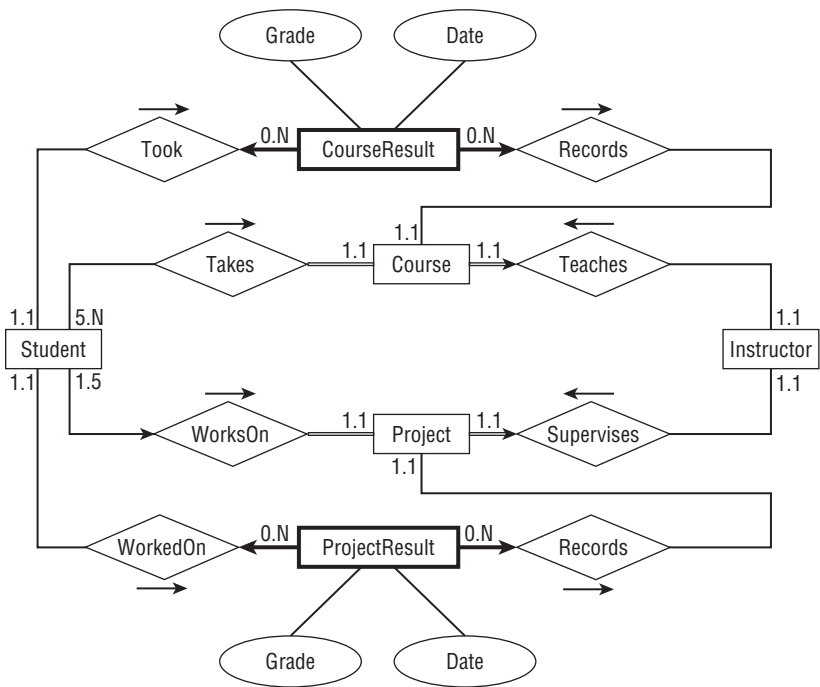 Grade Date
Took 0.N CourseResult 0.N Records
1.1
Takes 1.1 Course 1.1 Teaches
1.1 5.N 1.1
Student Instructor
1.1 1.5 1.1
WorksOn 1.1 Project 1.1 Supervises
1.1
WorkedOn 0.N ProjectResult 0.N Records
Grade Date